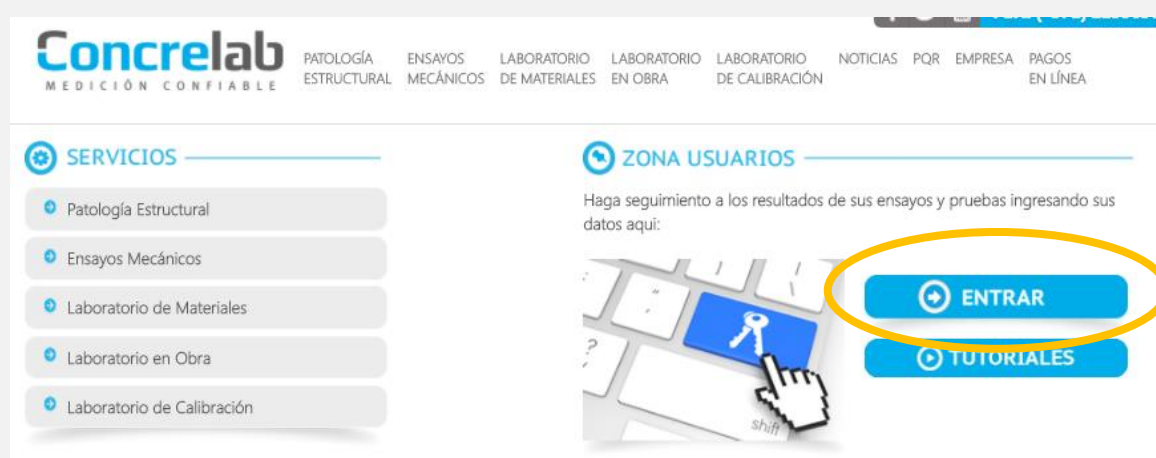 Concrelab
MEDICIÓN CONFIABLE
PATOLOGÍA
ESTRUCTURAL
ENSAYOS
MECÁNICOS
LABORATORIO
DE MATERIALES
LABORATORIO
EN OBRA
LABORATORIO
DE CALIBRACIÓN
NOTICIAS
PQR
EMPRESA
PAGOS
EN LÍNEA
SERVICIOS
Patología Estructural
Ensayos Mecánicos
Laboratorio de Materiales
Laboratorio en Obra
Laboratorio de Calibración
ZONA USUARIOS
Haga seguimiento a los resultados de sus ensayos y pruebas ingresando sus
datos aqui:
shift
ENTRAR
TUTORIALES